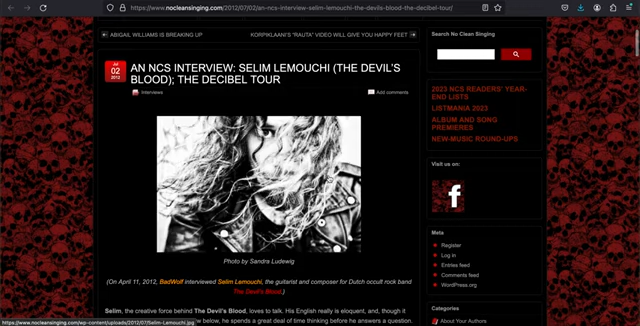 https://www.nocleansinging.com/2012/07/02/an-ncs-interview-selim-lemouchi-the-devils-blood-the-decibel-tour/
ABIGAIL WILLIAMS IS BREAKING UP
KORPIKLAANI'S "RAUTA" VIDEO WILL GIVE YOU HAPPY FEET
Jul
02
2012
AN NCS INTERVIEW: SELIM LEMOUCHI (THE DEVIL'S
BLOOD); THE DECIBEL TOUR
Interviews
Add comments
Photo by Sandra Ludewig
(On April 11, 2012, BadWolf interviewed Selim Lemouchi, the guitarist and composer for Dutch occult rock band
The Devil's Blood.)
Selim, the creative force behind The Devil's Blood, loves to talk. His English really is eloquent, and, though it
below, he spends a great deal of time thinking before he answers a question.
Search No Clean Singing
2023 NCS READERS' YEAR-
END LISTS
LISTMANIA 2023
ALBUM AND SONG
PREMIERES
NEW-MUSIC ROUND-UPS
Visit us on:
f
Meta
Register
Log in
Entries feed
Comments feed
WordPress.org
Categories
About Your Authors
https://www.nocleansinging.com/wp-content/uploads/2012/07/Selim-Lemouchi.jpg